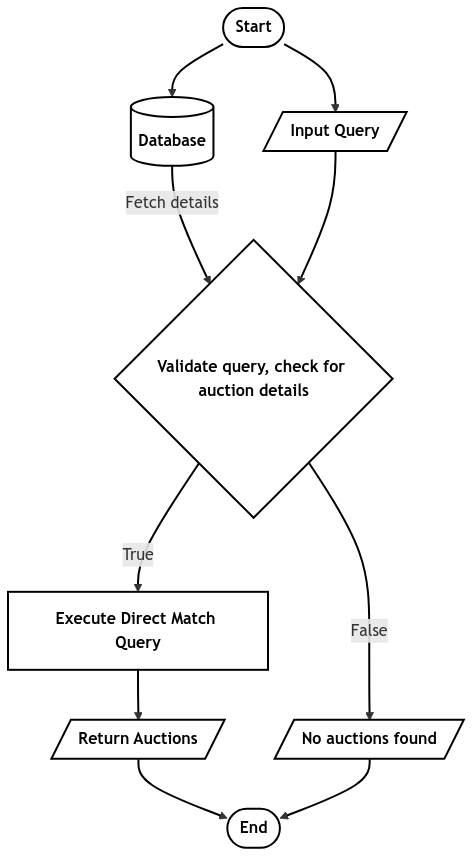 Start
Database
Input Query
Fetch details
Validate query, check for
auction details
True
Execute Direct Match
Query
False
Return Auctions
No auctions found
End